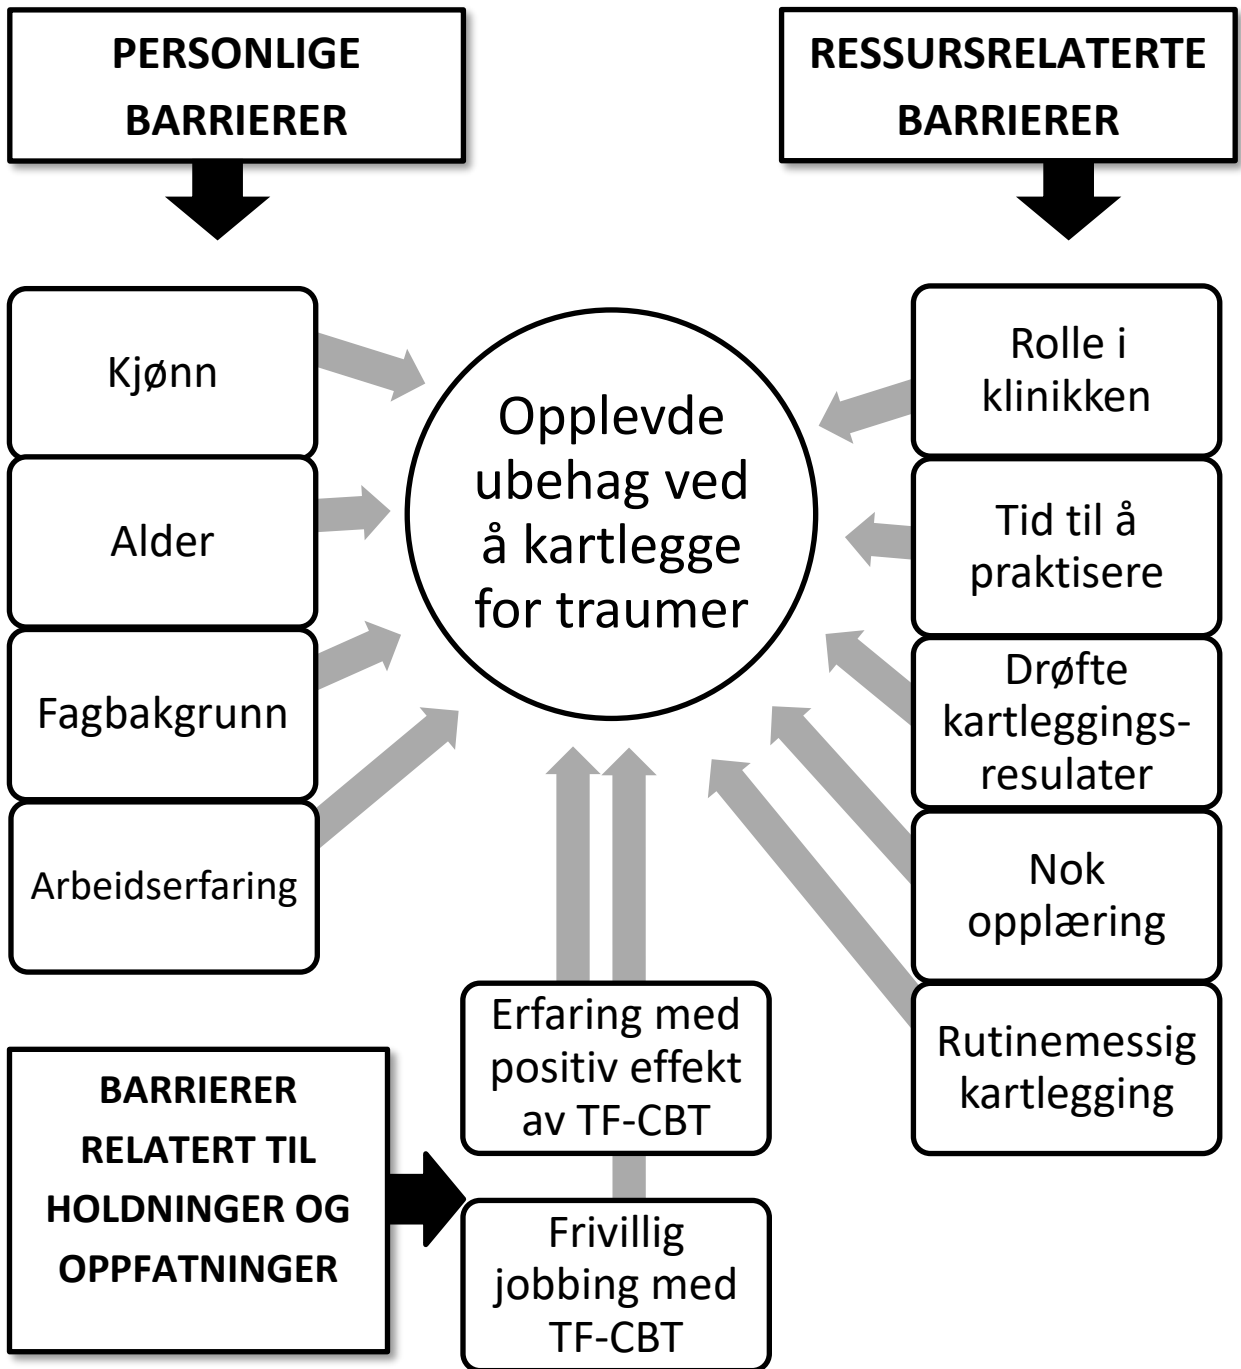 PERSONLIGE
BARRIERER
RESSURSRELATERTE
BARRIERER
Kjønn
Alder
Fagbakgrunn
Arbeidserfaring
Opplevde
ubehag ved
å kartlegge
for traumer
Rolle i
klinikken
Tid til å
praktisere
Drøfte
kartleggings-
resulater
Nok
opplæring
Rutinemessig
kartlegging
BARRIERER
RELATERT TIL
HOLDNINGER OG
OPPFATNINGER
Erfaring med
positiv effekt
av TF-CBT
Frivillig
jobbing med
TF-CBT